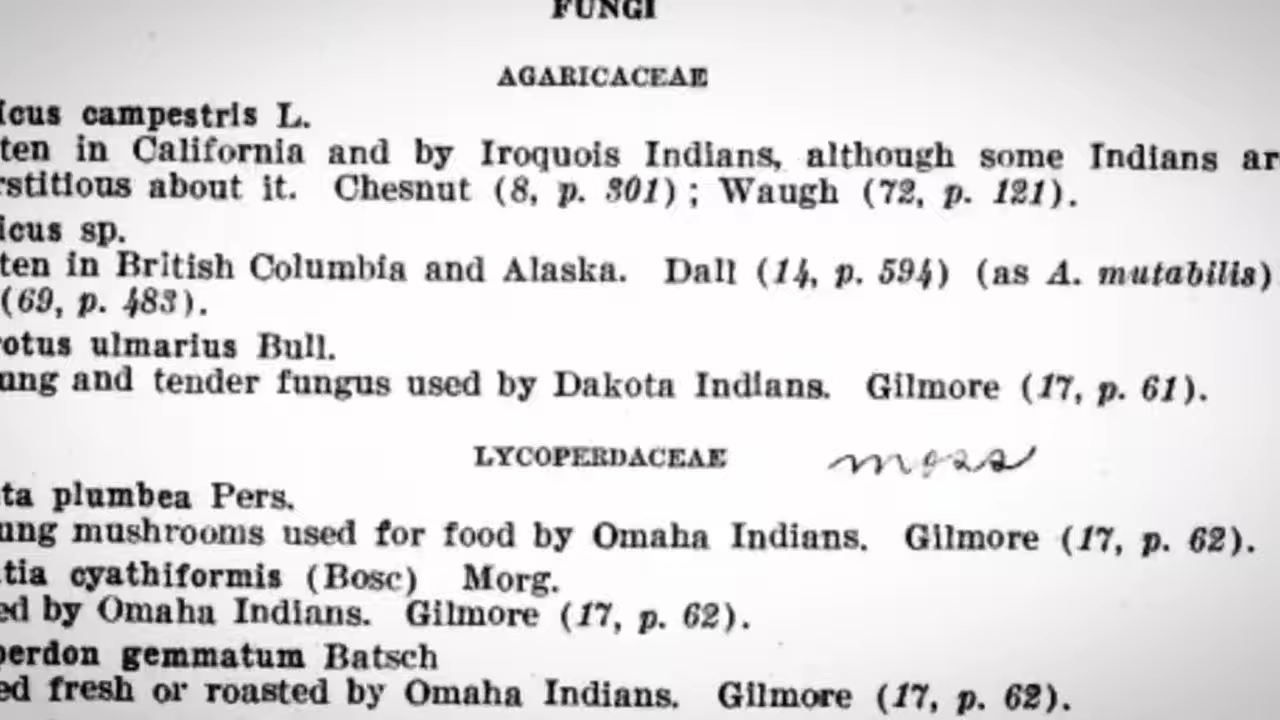 FUNGI
AGARICACEAE
icus campestris L.
ten in California and by Iroquois Indians, although some Indians ar
rstitious about it. Chesnut (8, p. 301); Waugh (72, p. 121).
icus sp.
ten in British Columbia and Alaska. Dall (14, p. 594) (as A. mutabilis)
(69, p. 483).
otus ulmarius Bull.
ung and tender fungus used by Dakota Indians. Gilmore (17, p. 61).
LYCOPERDACEAE moss
ta plumbea Pers.
ung mushrooms used for food by Omaha Indians. Gilmore (17, p. 62).
tia cyathiformis (Bosc) Morg.
ed by Omaha Indians. Gilmore (17, p. 62).
perdon gemmatum Batsch
ed fresh or roasted by Omaha Indians. Gilmore (17, p. 62).